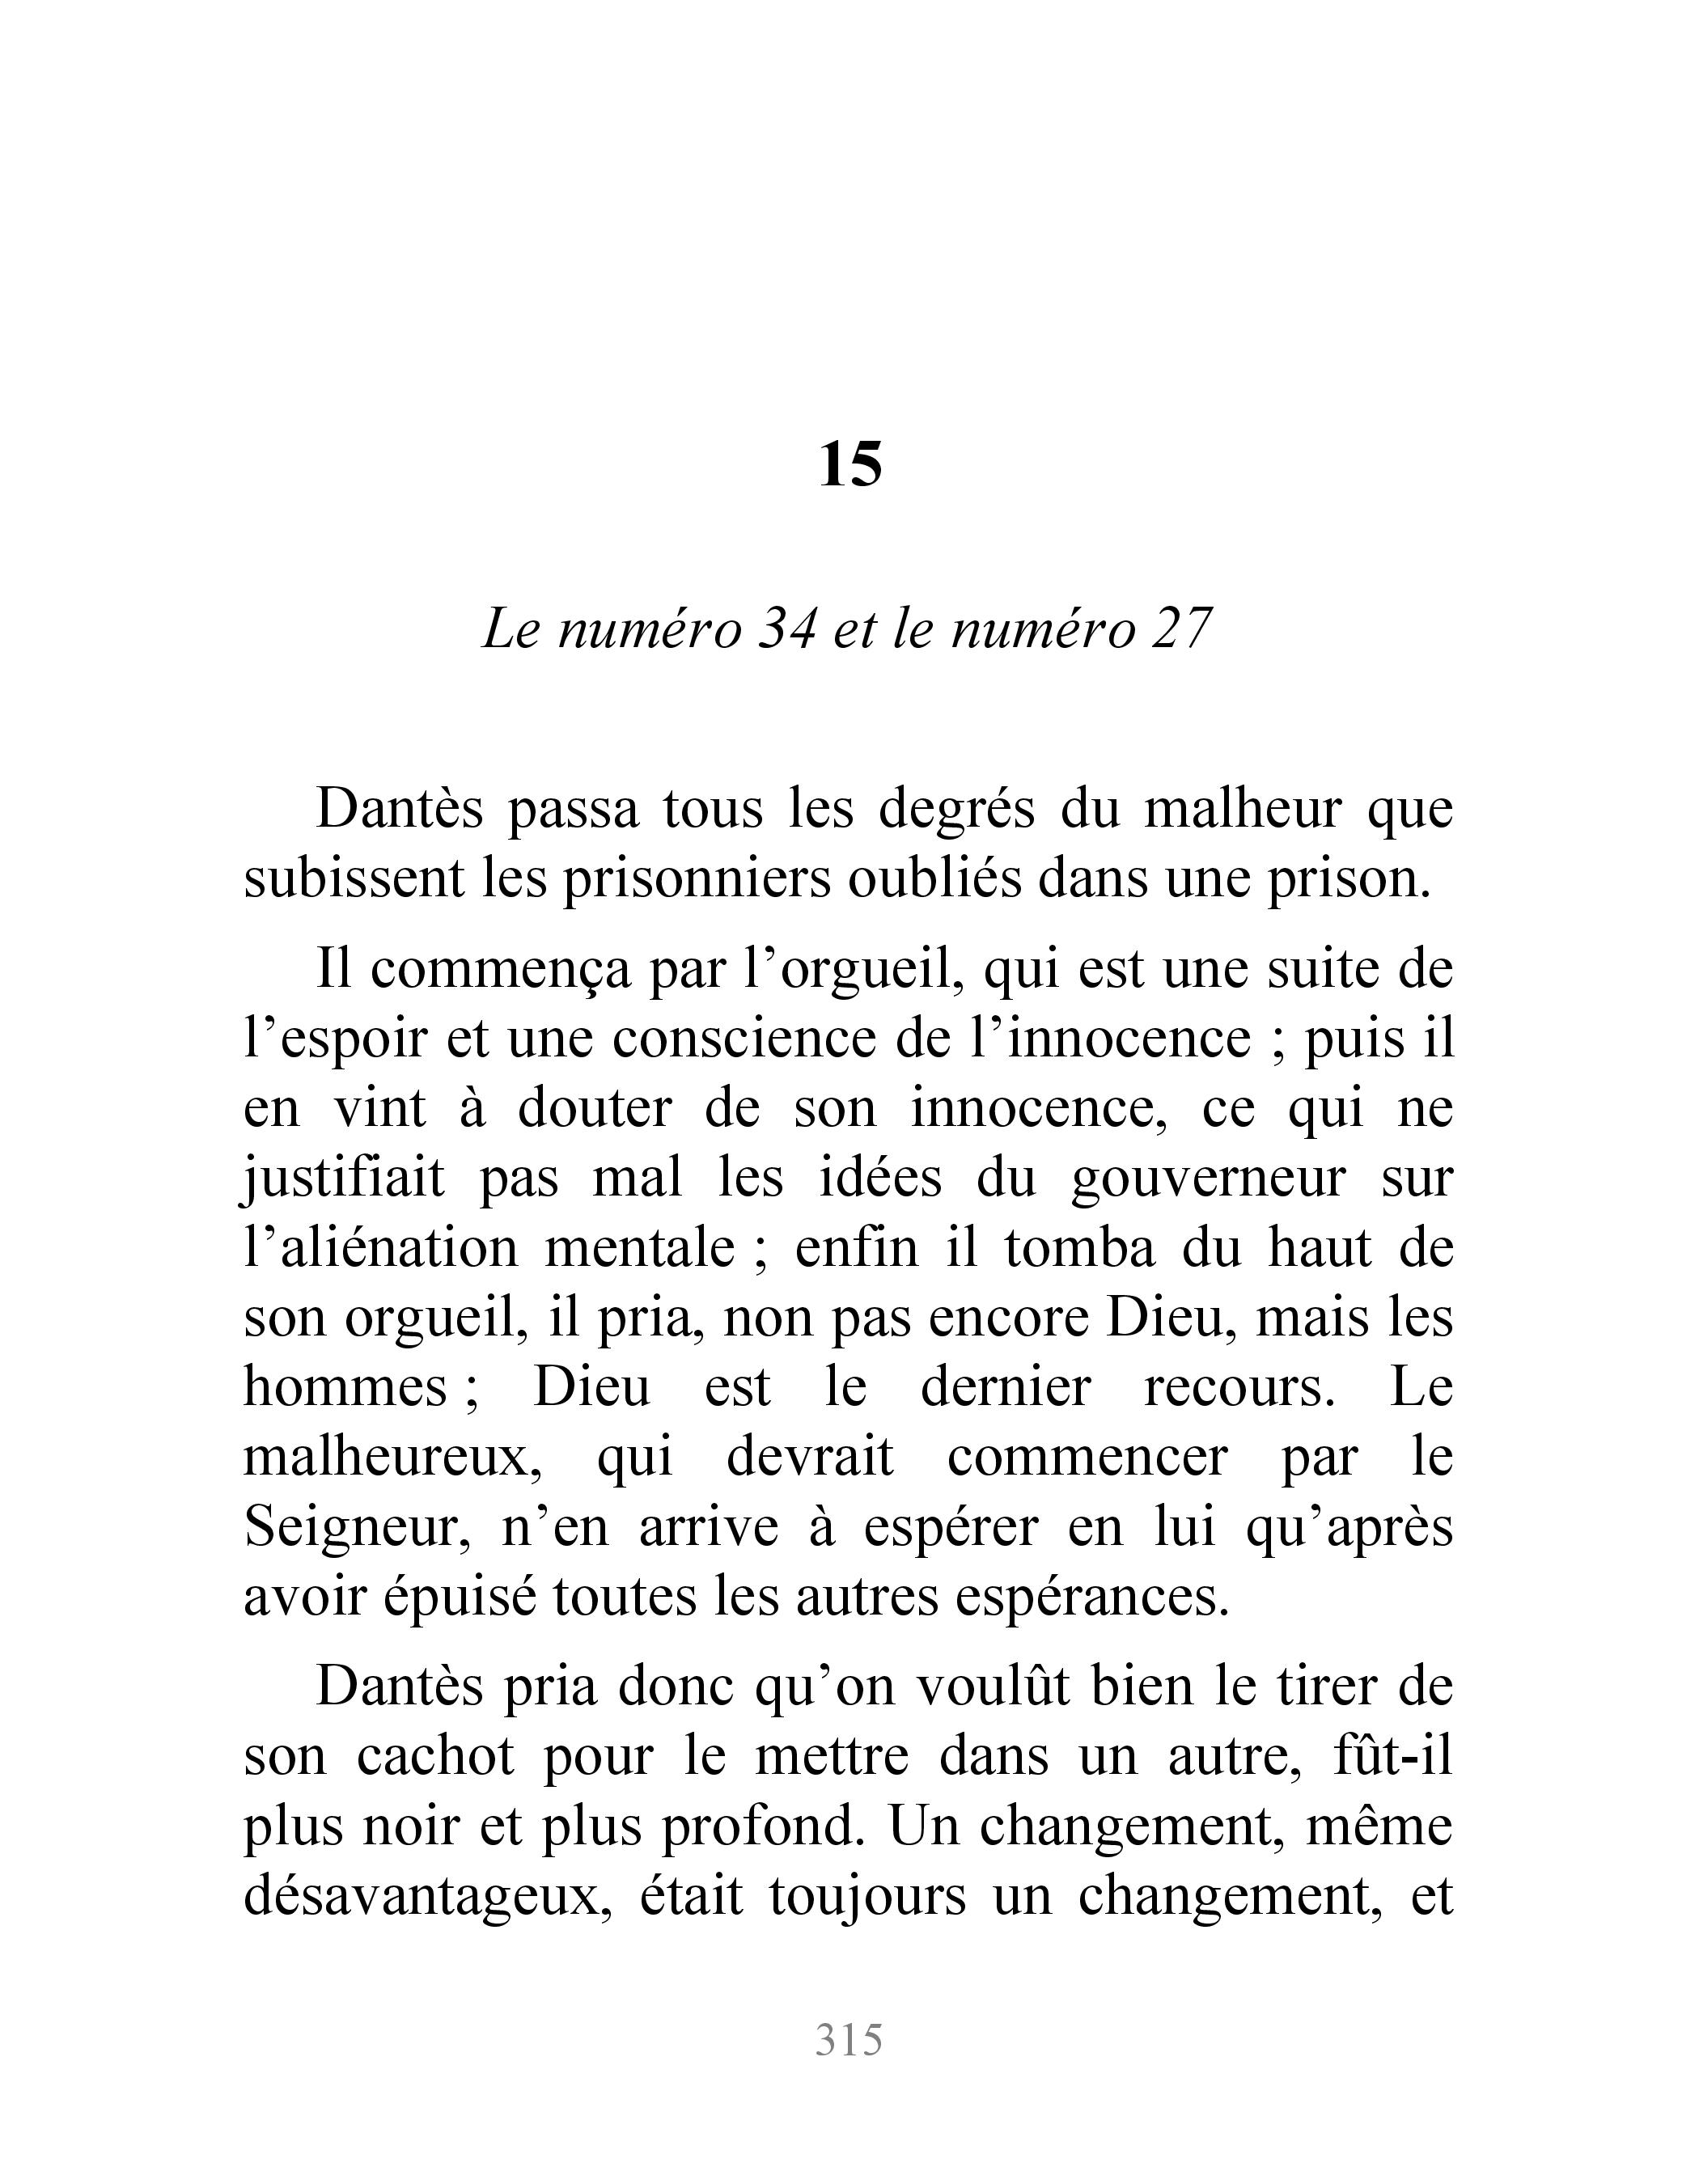 15
Le numéro 34 et le numéro 27
Dantès passa tous les degrés du malheur que
subissent les prisonniers oubliés dans une prison.
Il commença par l’orgueil, qui est une suite de
l’espoir et une conscience de l’innocence ; puis il
en vint à douter de son innocence, ce qui ne
justifiait pas mal les idées du gouverneur sur
l’aliénation mentale ; enfin il tomba du haut de
son orgueil, il pria, non pas encore Dieu, mais les
hommes ; Dieu est le dernier recours. Le
malheureux, qui devrait commencer par le
Seigneur, n’en arrive à espérer en lui qu’après
avoir épuisé toutes les autres espérances.
Dantès pria donc qu’on voulût bien le tirer de
son cachot pour le mettre dans un autre, fût-il
plus noir et plus profond. Un changement, même
désavantageux, était toujours un changement, et
315